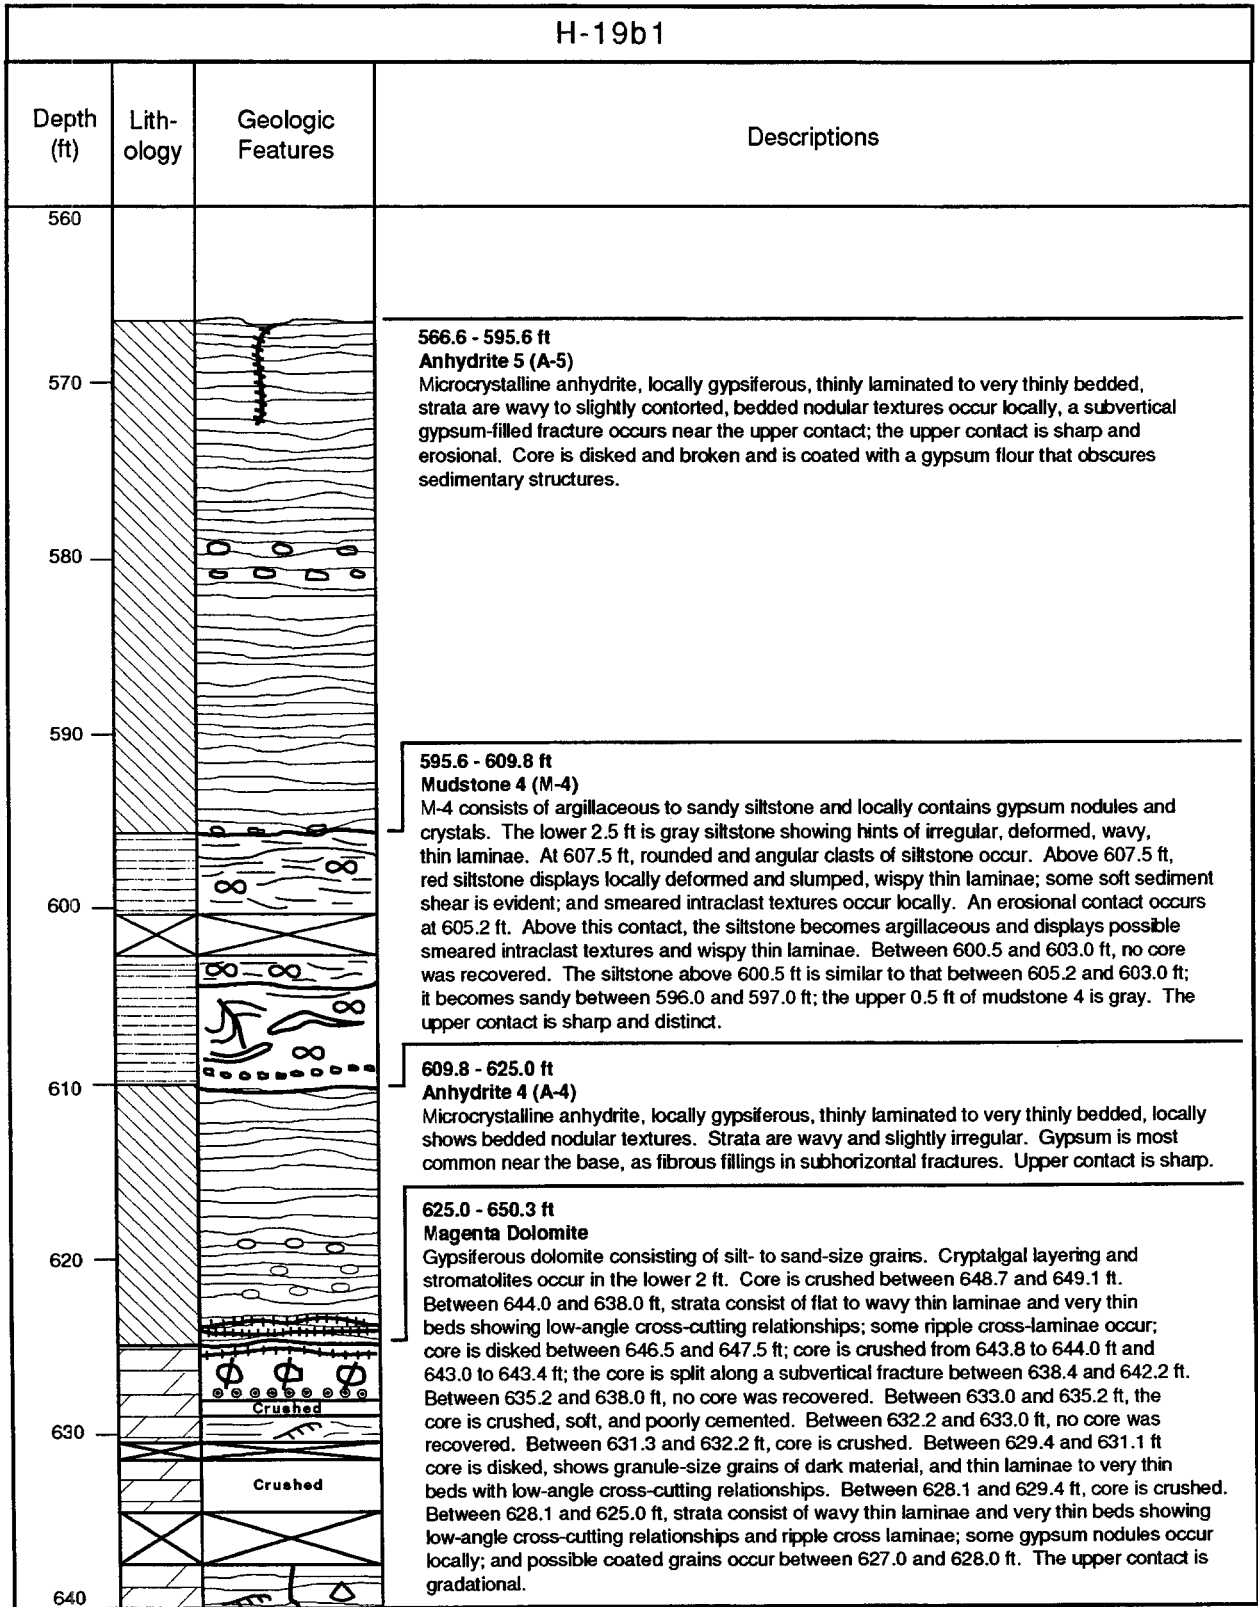 H-19b1
Depth
(ft)
Lith-
ology
Geologic
Features
Descriptions
560
570
580
590
600
610
620
630
640
566.6 - 595.6 ft
Anhydrite 5 (A-5)
Microcrystalline anhydrite, locally gypsiferous, thinly laminated to very thinly bedded,
strata are wavy to slightly contorted, bedded nodular textures occur locally, a subvertical
gypsum-filled fracture occurs near the upper contact; the upper contact is sharp and
erosional. Core is disked and broken and is coated with a gypsum flour that obscures
sedimentary structures.
595.6 - 609.8 ft
Mudstone 4 (M-4)
M-4 consists of argillaceous to sandy siltstone and locally contains gypsum nodules and
crystals. The lower 2.5 ft is gray siltstone showing hints of irregular, deformed, wavy,
thin laminae. At 607.5 ft, rounded and angular clasts of siltstone occur. Above 607.5 ft,
red siltstone displays locally deformed and slumped, wispy thin laminae; some soft sediment
shear is evident; and smeared intraclast textures occur locally. An erosional contact occurs
at 605.2 ft. Above this contact, the siltstone becomes argillaceous and displays possible
smeared intraclast textures and wispy thin laminae. Between 600.5 and 603.0 ft, no core
was recovered. The siltstone above 600.5 ft is similar to that between 605.2 and 603.0 ft;
it becomes sandy between 596.0 and 597.0 ft; the upper 0.5 ft of mudstone 4 is gray. The
upper contact is sharp and distinct.
609.8 - 625.0 ft
Anhydrite 4 (A-4)
Microcrystalline anhydrite, locally gypsiferous, thinly laminated to very thinly bedded, locally
shows bedded nodular textures. Strata are wavy and slightly irregular. Gypsum is most
common near the base, as fibrous fillings in subhorizontal fractures. Upper contact is sharp.
625.0 - 650.3 ft
Magenta Dolomite
Gypsiferous dolomite consisting of silt- to sand-size grains. Cryptalgal layering and
stromatolites occur in the lower 2 ft. Core is crushed between 648.7 and 649.1 ft.
Between 644.0 and 638.0 ft, strata consist of flat to wavy thin laminae and very thin
beds showing low-angle cross-cutting relationships; some ripple cross-laminae occur;
core is disked between 646.5 and 647.5 ft; core is crushed from 643.8 to 644.0 ft and
643.0 to 643.4 ft; the core is split along a subvertical fracture between 638.4 and 642.2 ft.
Between 635.2 and 638.0 ft, no core was recovered. Between 633.0 and 635.2 ft, the
core is crushed, soft, and poorly cemented. Between 632.2 and 633.0 ft, no core was
recovered. Between 631.3 and 632.2 ft, core is crushed. Between 629.4 and 631.1 ft
core is disked, shows granule-size grains of dark material, and thin laminae to very thin
beds with low-angle cross-cutting relationships. Between 628.1 and 629.4 ft, core is crushed.
Between 628.1 and 625.0 ft, strata consist of wavy thin laminae and very thin beds showing
low-angle cross-cutting relationships and ripple cross laminae; some gypsum nodules occur
locally; and possible coated grains occur between 627.0 and 628.0 ft. The upper contact is
gradational.
Crushed
Crushed